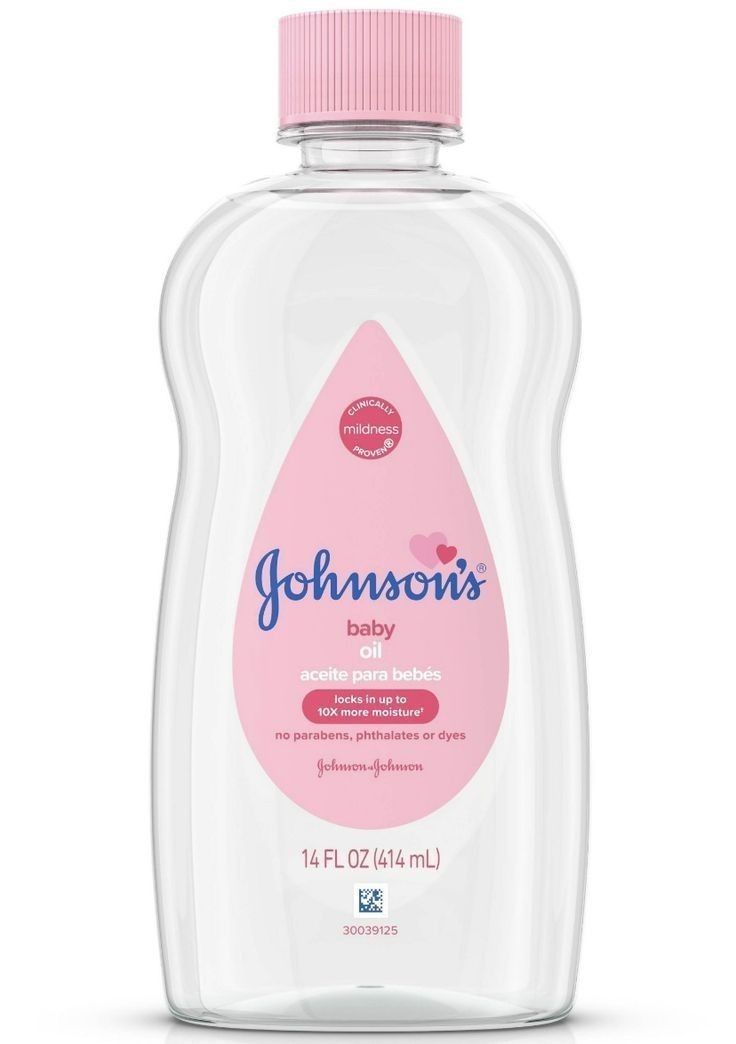 CLINICALLY
mildness
PROVEN®
Johnson's®
baby
oil
aceite para bebés
locks in up to
10X more moisture†
no parabens, phthalates or dyes
Johnson&Johnson
14 FL OZ (414 mL)
30039125